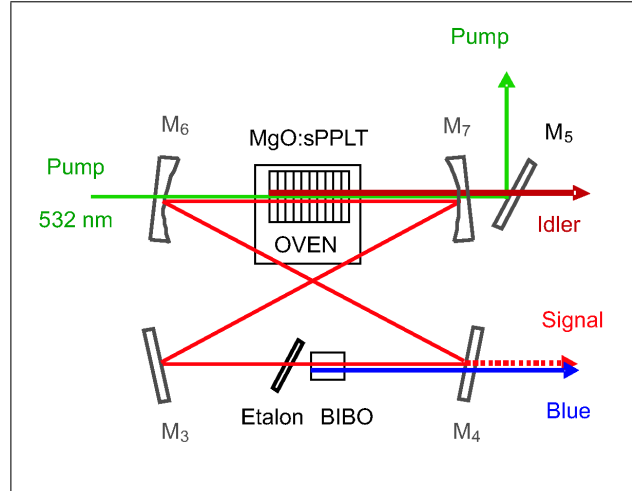 Pump
M6
MgO:sPPLT
M7
M5
Pump
532 nm
OVEN
Idler
Signal
Etalon
BIBO
Blue
M3
M4